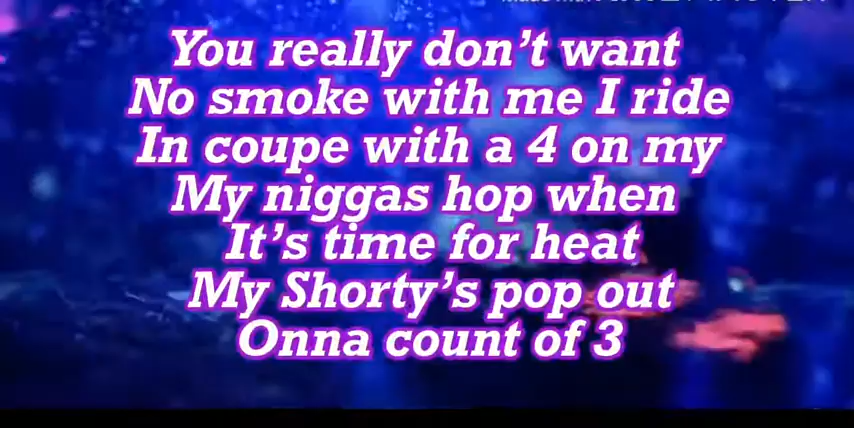 You really don't want
No smoke with me I ride
In coupe with a 4 on my
My niggas hop when
It's time for heat
My Shorty's pop out
Onna count of 3